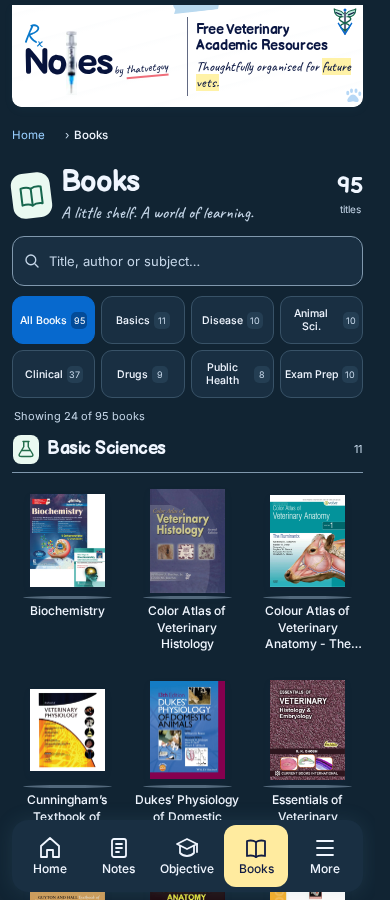 Rx
Notes by thatvetguy
Free Veterinary
Academic Resources
Thoughtfully organised for future
vets.
Home › Books
Books
A little shelf. A world of learning.
95
titles
Title, author or subject...
All Books 95
Basics 11
Disease 10
Animal
Sci. 10
Clinical 37
Drugs 9
Public
Health 8
Exam Prep 10
Showing 24 of 95 books
Basic Sciences
11
Biochemistry
Veterinary
Histology
Color Atlas of
Veterinary Anatomy
Biochemistry
Color Atlas of
Veterinary
Histology
Colour Atlas of
Veterinary
Anatomy - The...
VETERINARY
PHYSIOLOGY
DUKES'
PHYSIOLOGY
OF DOMESTIC
ANIMALS
ESSENTIALS OF
VETERINARY
Histology &
Embryology
Cunningham's
Textbook of
Dukes' Physiology
of Domestic
Essentials of
Veterinary
Home
Notes
Objective
Books
More
ANATOMY